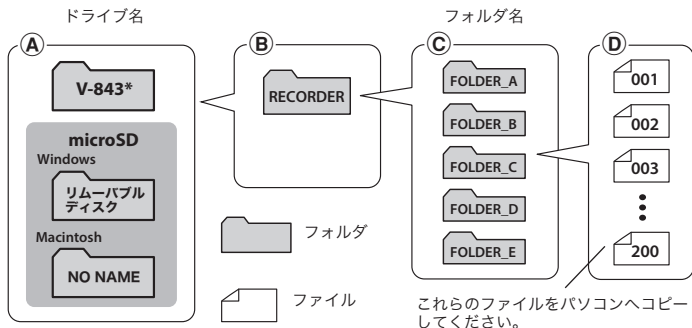 ドライブ名
フォルダ名
A
B
C
D
V-843*
microSD
Windows
リムーバブル
ディスク
Macintosh
NO NAME
RECORDER
フォルダ
ファイル
FOLDER_A
FOLDER_B
FOLDER_C
FOLDER_D
FOLDER_E
001
002
003
200
これらのファイルをパソコンへコピー
してください。